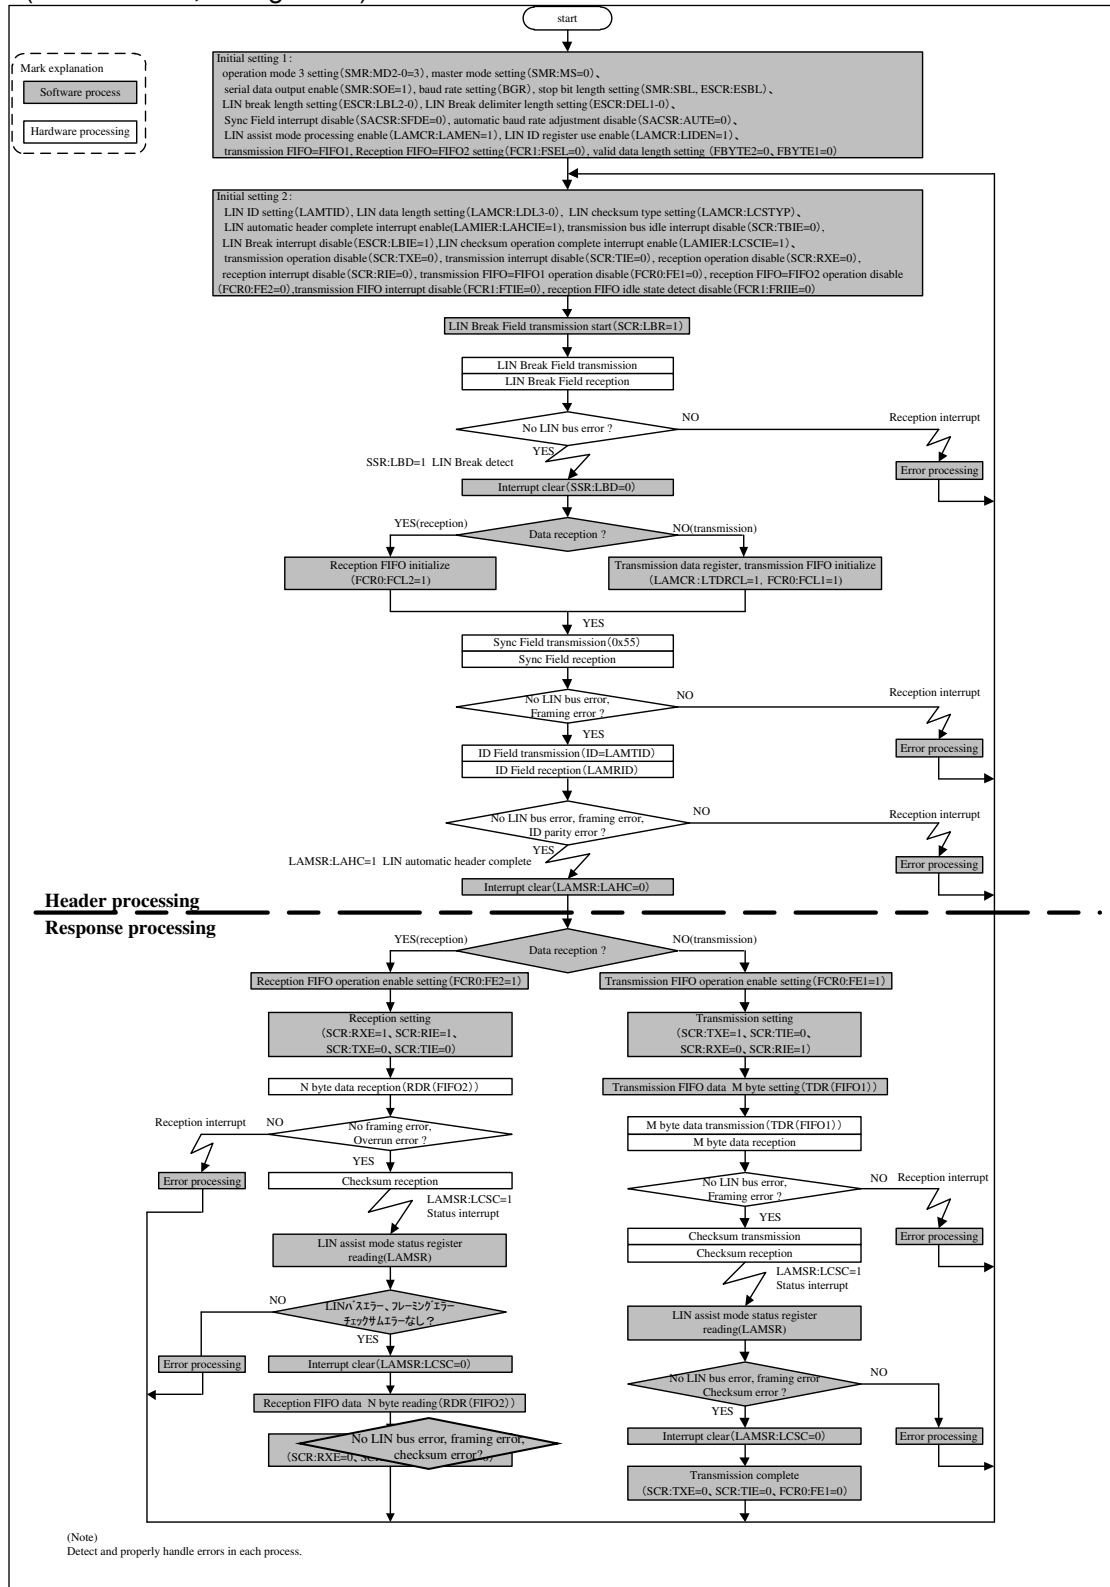 start
Mark explanation
Software process
Hardware processing
Initial setting 1:
operation mode 3 setting(SMR:MD2-0=3), master mode setting(SMR:MS=0)、
serial data output enable(SMR:SOE=1), baud rate setting(BGR), stop bit length setting(SMR:SBL, ESCR:ESBL)、
LIN break length setting(ESCR:LBL2-0), LIN Break delimiter length setting(ESCR:DEL1-0)、
Sync Field interrupt disable(SACSR:SFDE=0), automatic baud rate adjustment disable(SACSR:AUTE=0)、
LIN assist mode processing enable(LAMCR:LAMEN=1), LIN ID register use enable(LAMCR:LIDEN=1)、
transmission FIFO=FIFO1, Reception FIFO=FIFO2 setting(FCR1:FSEL=0), valid data length setting (FBYTE2=0、FBYTE1=0)
Initial setting 2:
LIN ID setting(LAMTID), LIN data length setting(LAMCR:LDL3-0), LIN checksum type setting(LAMCR:LCSTYP)、
LIN automatic header complete interrupt enable(LAMIER:LAHCIE=1), transmission bus idle interrupt disable(SCR:TBIE=0),
LIN Break interrupt disable(ESCR:LBIE=1),LIN checksum operation complete interrupt enable(LAMIER:LCSCIE=1)、
transmission operation disable(SCR:TXE=0), transmission interrupt disable(SCR:TIE=0), reception operation disable(SCR:RXE=0),
reception interrupt disable(SCR:RIE=0), transmission FIFO=FIFO1 operation disable(FCR0:FE1=0), reception FIFO=FIFO2 operation disable
(FCR0:FE2=0),transmission FIFO interrupt disable(FCR1:FTIE=0), reception FIFO idle state detect disable(FCR1:FRIIE=0)
LIN Break Field transmission start(SCR:LBR=1)
LIN Break Field transmission
LIN Break Field reception
No LIN bus error ?
NO
Reception interrupt
YES
SSR:LBD=1 LIN Break detect
Error processing
Interrupt clear(SSR:LBD=0)
YES(reception)
Data reception ?
NO(transmission)
Reception FIFO initialize
(FCR0:FCL2=1)
Transmission data register, transmission FIFO initialize
(LAMCR:LTDRCL=1, FCR0:FCL1=1)
YES
Sync Field transmission(0x55)
Sync Field reception
No LIN bus error,
Framing error ?
NO
Reception interrupt
YES
Error processing
ID Field transmission (ID=LAMTID)
ID Field reception(LAMRID)
No LIN bus error, framing error,
ID parity error ?
NO
Reception interrupt
YES
LAMSR:LAHC=1 LIN automatic header complete
Error processing
Interrupt clear(LAMSR:LAHC=0)
Header processing
Response processing
YES(reception)
Data reception ?
NO(transmission)
Reception FIFO operation enable setting(FCR0:FE2=1)
Transmission FIFO operation enable setting(FCR0:FE1=1)
Reception setting
(SCR:RXE=1、SCR:RIE=1、
SCR:TXE=0、SCR:TIE=0)
Transmission setting
(SCR:TXE=1、SCR:TIE=0、
SCR:RXE=0、SCR:RIE=1)
N byte data reception(RDR(FIFO2))
Transmission FIFO data M byte setting(TDR(FIFO1))
Reception interrupt
NO
No framing error,
Overrun error ?
YES
M byte data transmission(TDR(FIFO1))
M byte data reception
Error processing
Checksum reception
No LIN bus error,
Framing error ?
NO
Reception interrupt
YES
LAMSR:LCSC=1
Status interrupt
Checksum transmission
Checksum reception
Error processing
LIN assist mode status register
reading(LAMSR)
LAMSR:LCSC=1
Status interrupt
NO
LINバスエラー、フレーミングエラー
チェックサムエラーなし?
YES
LIN assist mode status register
reading(LAMSR)
Error processing
Interrupt clear(LAMSR:LCSC=0)
No LIN bus error, framing error
Checksum error ?
NO
YES
Reception FIFO data N byte reading(RDR(FIFO2))
No LIN bus error, framing error,
checksum error?
(SCR:RXE=0、
Interrupt clear(LAMSR:LCSC=0)
Error processing
Transmission complete
(SCR:TXE=0、SCR:TIE=0、FCR0:FE1=0)
(Note)
Detect and properly handle errors in each process.